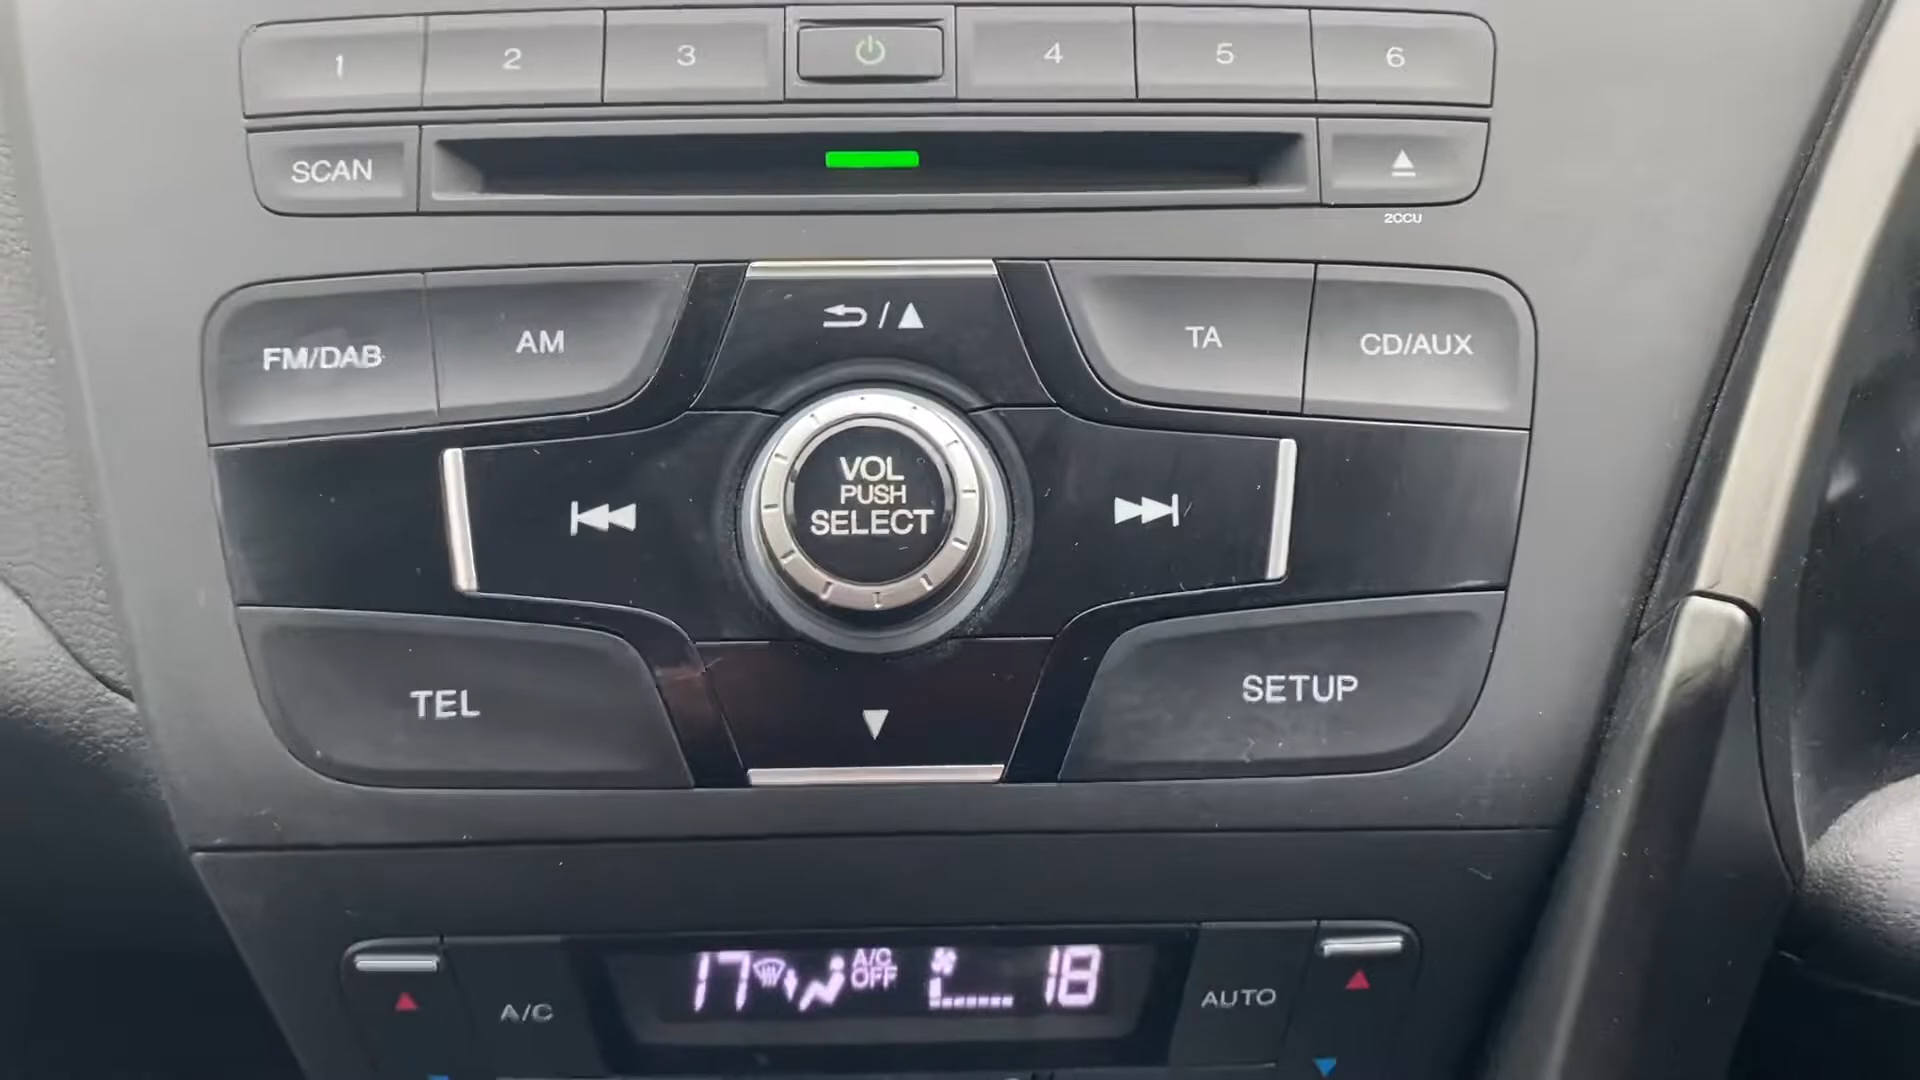 1 2 3 4 5 6
SCAN
2CCU
FM/DAB AM TA CD/AUX
VOL
PUSH
SELECT
TEL SETUP
17 A/C OFF 18
A/C AUTO